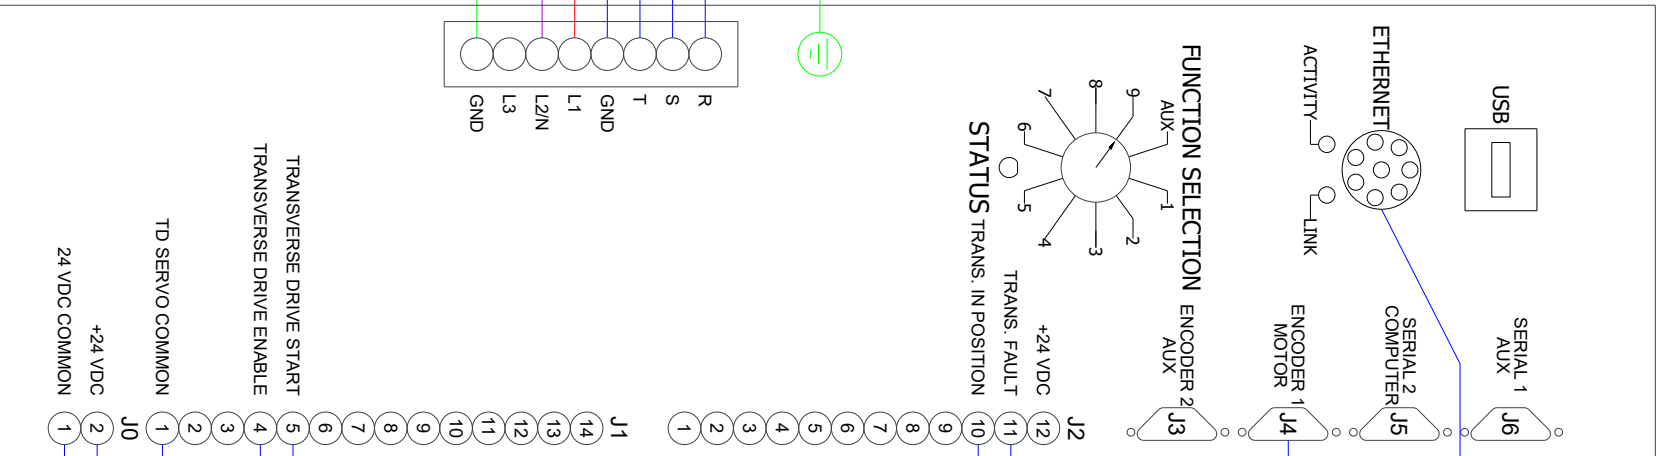 GND
L3
L2/N
L1
GND
T
S
R
FUNCTION SELECTION
AUX
1
2
3
4
5
6
7
8
9
STATUS
ETHERNET
ACTIVITY
LINK
USB
24 VDC COMMON
+24 VDC
TD SERVO COMMON
TRANSVERSE DRIVE ENABLE
TRANSVERSE DRIVE START
TRANS. IN POSITION
TRANS. FAULT
+24 VDC
ENCODER 2
AUX
ENCODER 1
MOTOR
SERIAL 2
COMPUTER
SERIAL 1
AUX
1 2 J0
1 2 3 4 5 6 7 8 9 10 11 12 13 14 J1
1 2 3 4 5 6 7 8 9 10 11 12 J2
J3
J4
J5
J6